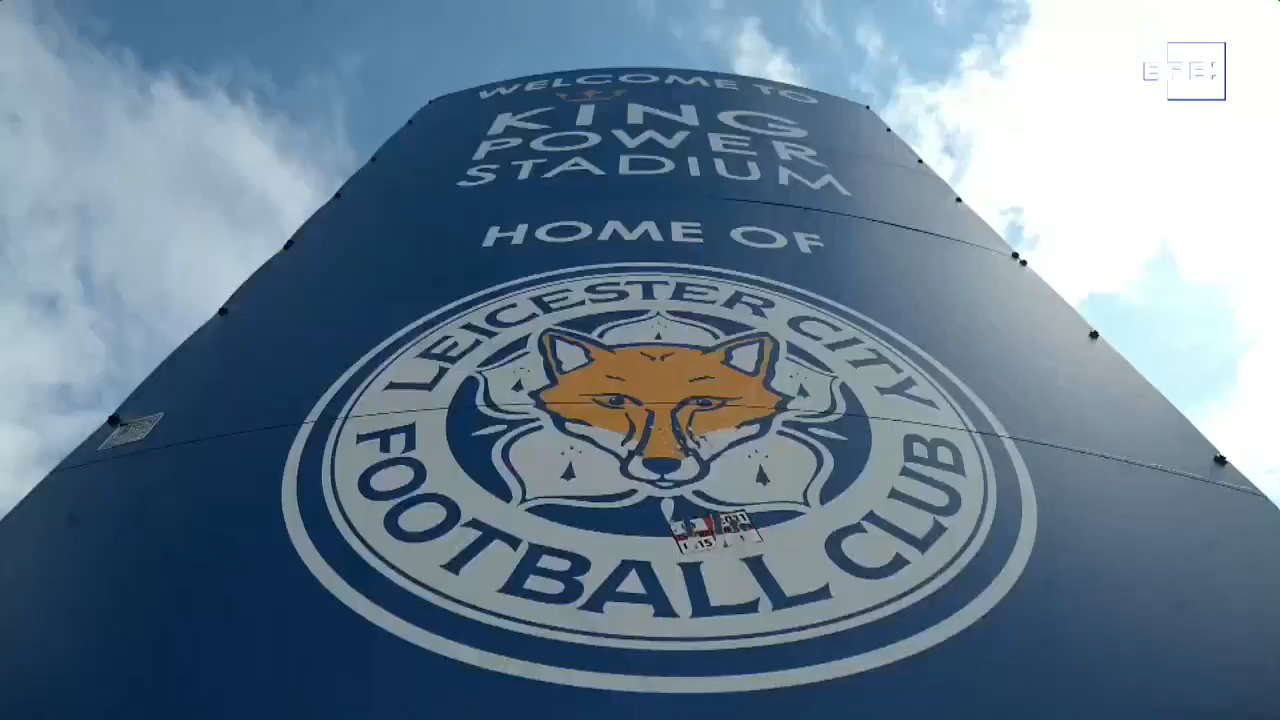 WELCOME TO
KING
POWER
STADIUM
HOME OF
LEICESTER CITY
FOOTBALL CLUB
EFE: